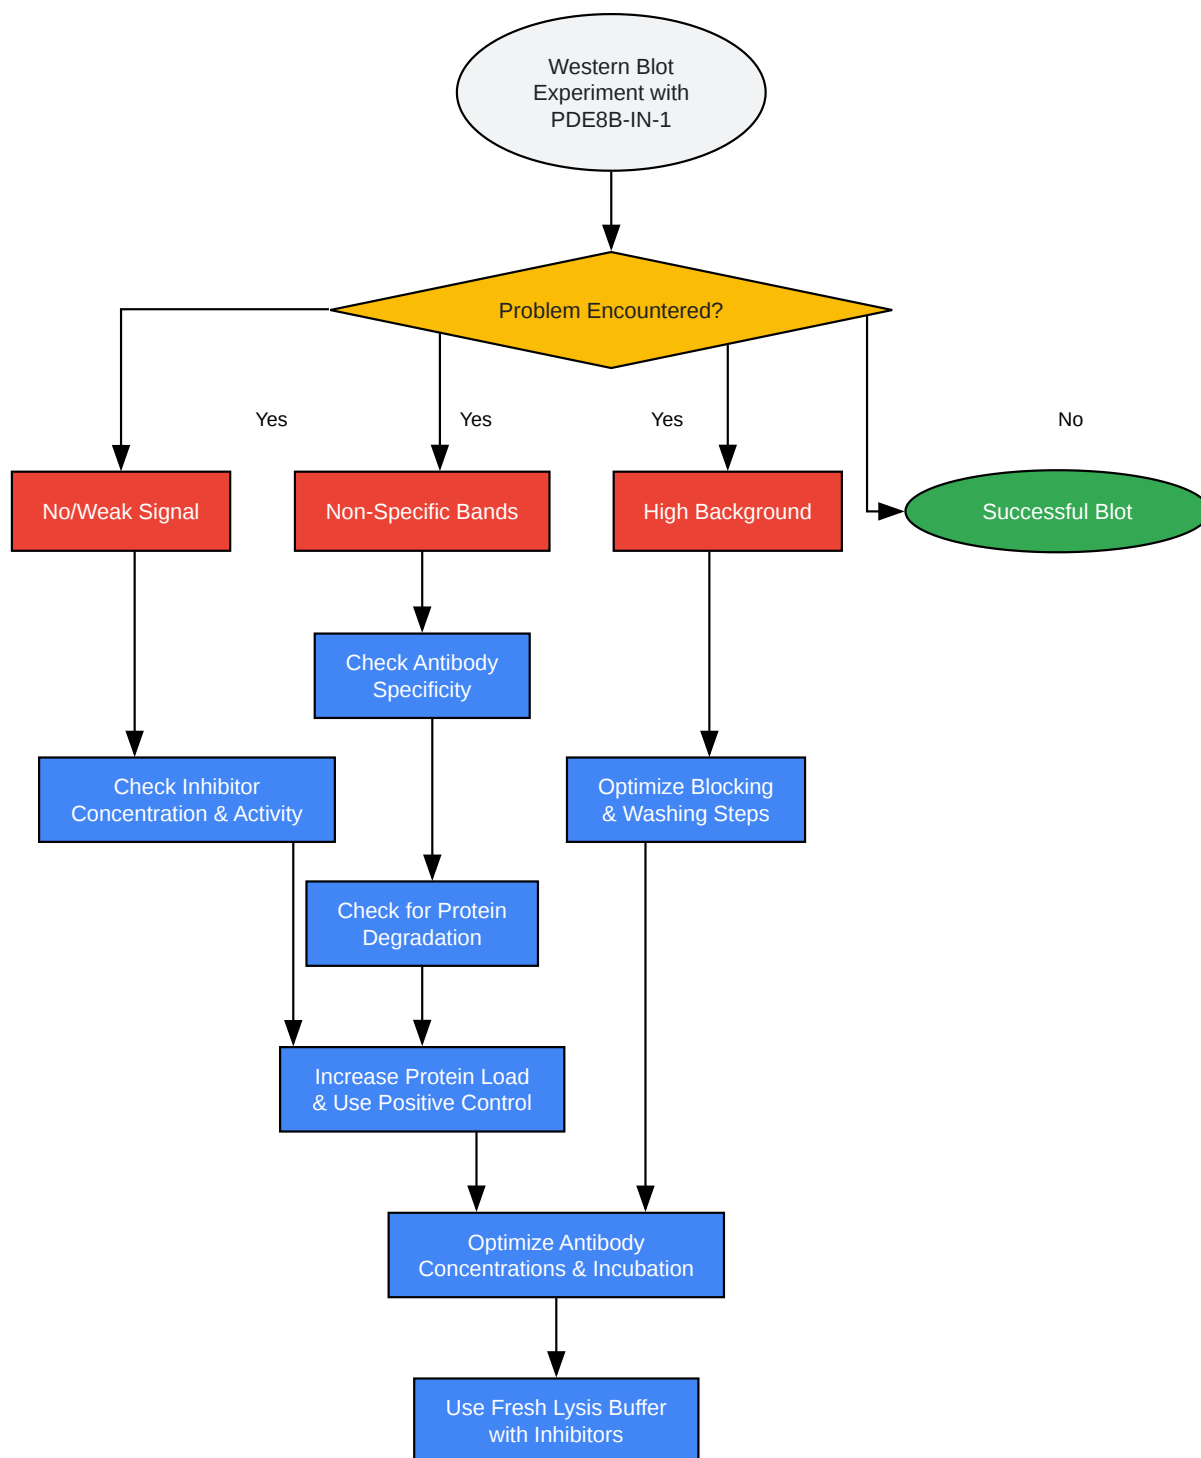 Western Blot
Experiment with
PDE8B-IN-1
Problem Encountered?
Yes
Yes
Yes
No
No/Weak Signal
Non-Specific Bands
High Background
Successful Blot
Check Antibody
Specificity
Check Inhibitor
Concentration & Activity
Optimize Blocking
& Washing Steps
Check for Protein
Degradation
Increase Protein Load
& Use Positive Control
Optimize Antibody
Concentrations & Incubation
Use Fresh Lysis Buffer
with Inhibitors